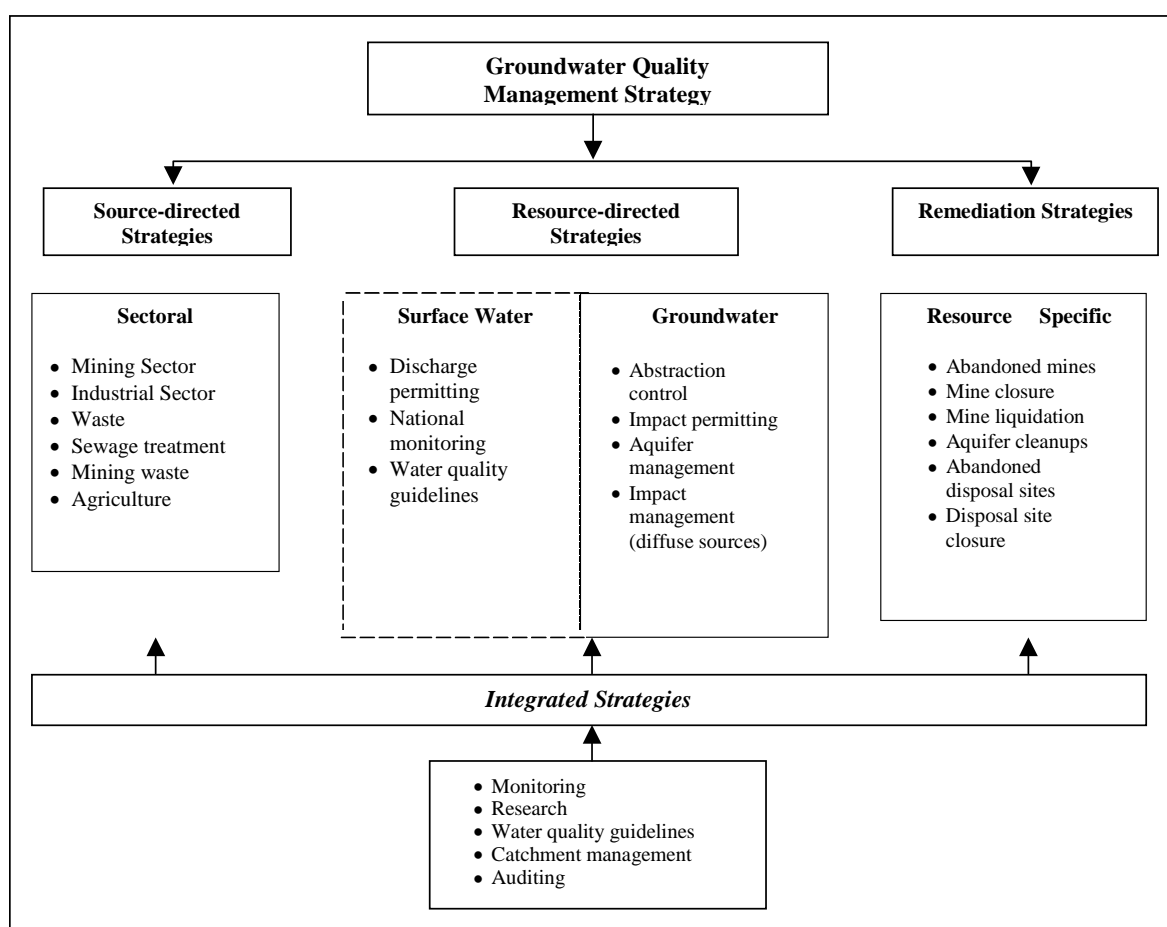 Groundwater Quality
Management Strategy
Source-directed
Strategies
Resource-directed
Strategies
Remediation Strategies
Sectoral
• Mining Sector
• Industrial Sector
• Waste
• Sewage treatment
• Mining waste
• Agriculture
Surface Water
• Discharge
permitting
• National
monitoring
• Water quality
guidelines
Groundwater
• Abstraction
control
• Impact permitting
• Aquifer
management
• Impact
management
(diffuse sources)
Resource Specific
• Abandoned mines
• Mine closure
• Mine liquidation
• Aquifer cleanups
• Abandoned
disposal sites
• Disposal site
closure
Integrated Strategies
• Monitoring
• Research
• Water quality guidelines
• Catchment management
• Auditing